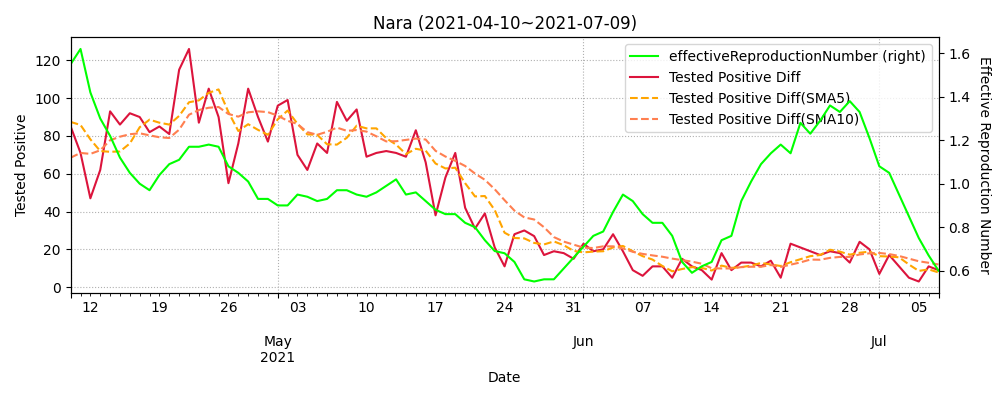 Nara (2021-04-10~2021-07-09)
effectiveReproductionNumber (right)
Tested Positive Diff
Tested Positive Diff(SMA5)
Tested Positive Diff(SMA10)
Tested Positive
120
100
80
60
40
20
0
1.6
1.4
1.2
1.0
0.8
0.6
Effective Reproduction Number
12 19 26 03 10 17 24 31 07 14 21 28 05
May Jun Jul
2021
Date